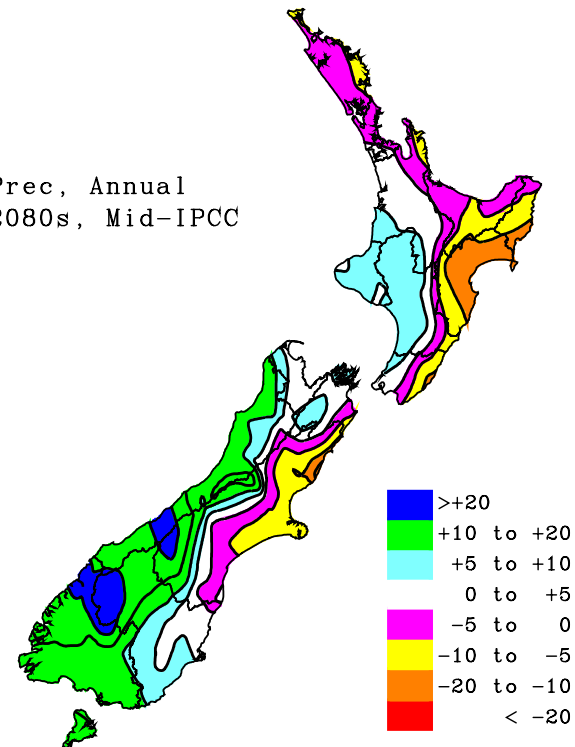 Prec, Annual
2080s, Mid-IPCC
>+20
+10 to +20
+5 to +10
0 to +5
-5 to 0
-10 to -5
-20 to -10
< -20